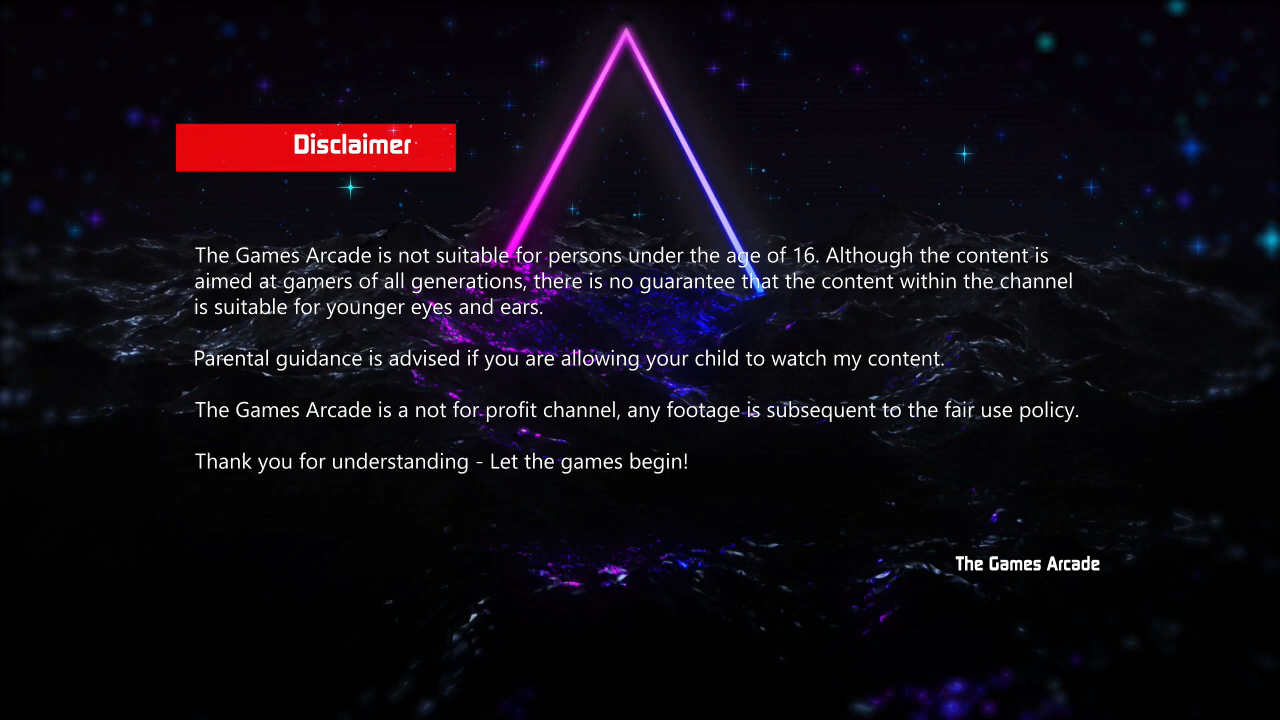 Disclaimer
The Games Arcade is not suitable for persons under the age of 16. Although the content is
aimed at gamers of all generations, there is no guarantee that the content within the channel
is suitable for younger eyes and ears.
Parental guidance is advised if you are allowing your child to watch my content.
The Games Arcade is a not for profit channel, any footage is subsequent to the fair use policy.
Thank you for understanding - Let the games begin!
The Games Arcade